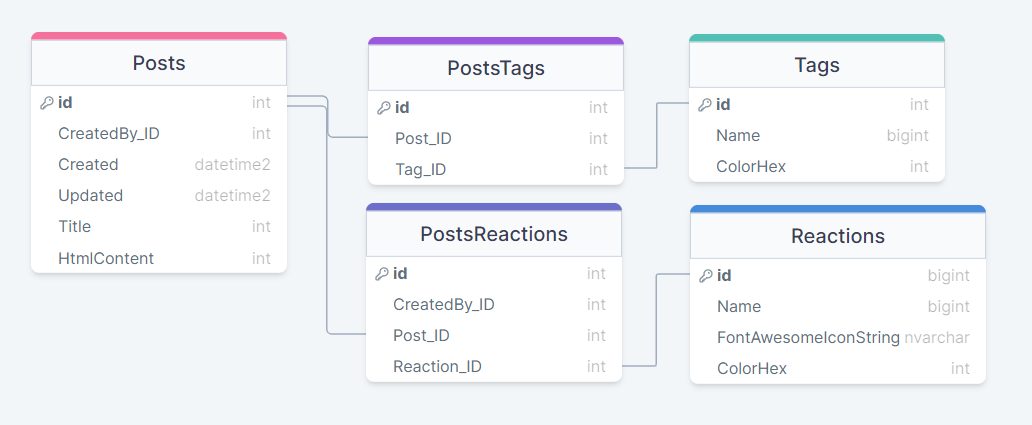 Posts
id int
CreatedBy_ID int
Created datetime2
Updated datetime2
Title int
HtmlContent int
PostsTags
id int
Post_ID int
Tag_ID int
Tags
id int
Name bigint
ColorHex int
PostsReactions
id int
CreatedBy_ID int
Post_ID int
Reaction_ID int
Reactions
id bigint
Name bigint
FontAwesomeIconString nvarchar
ColorHex int